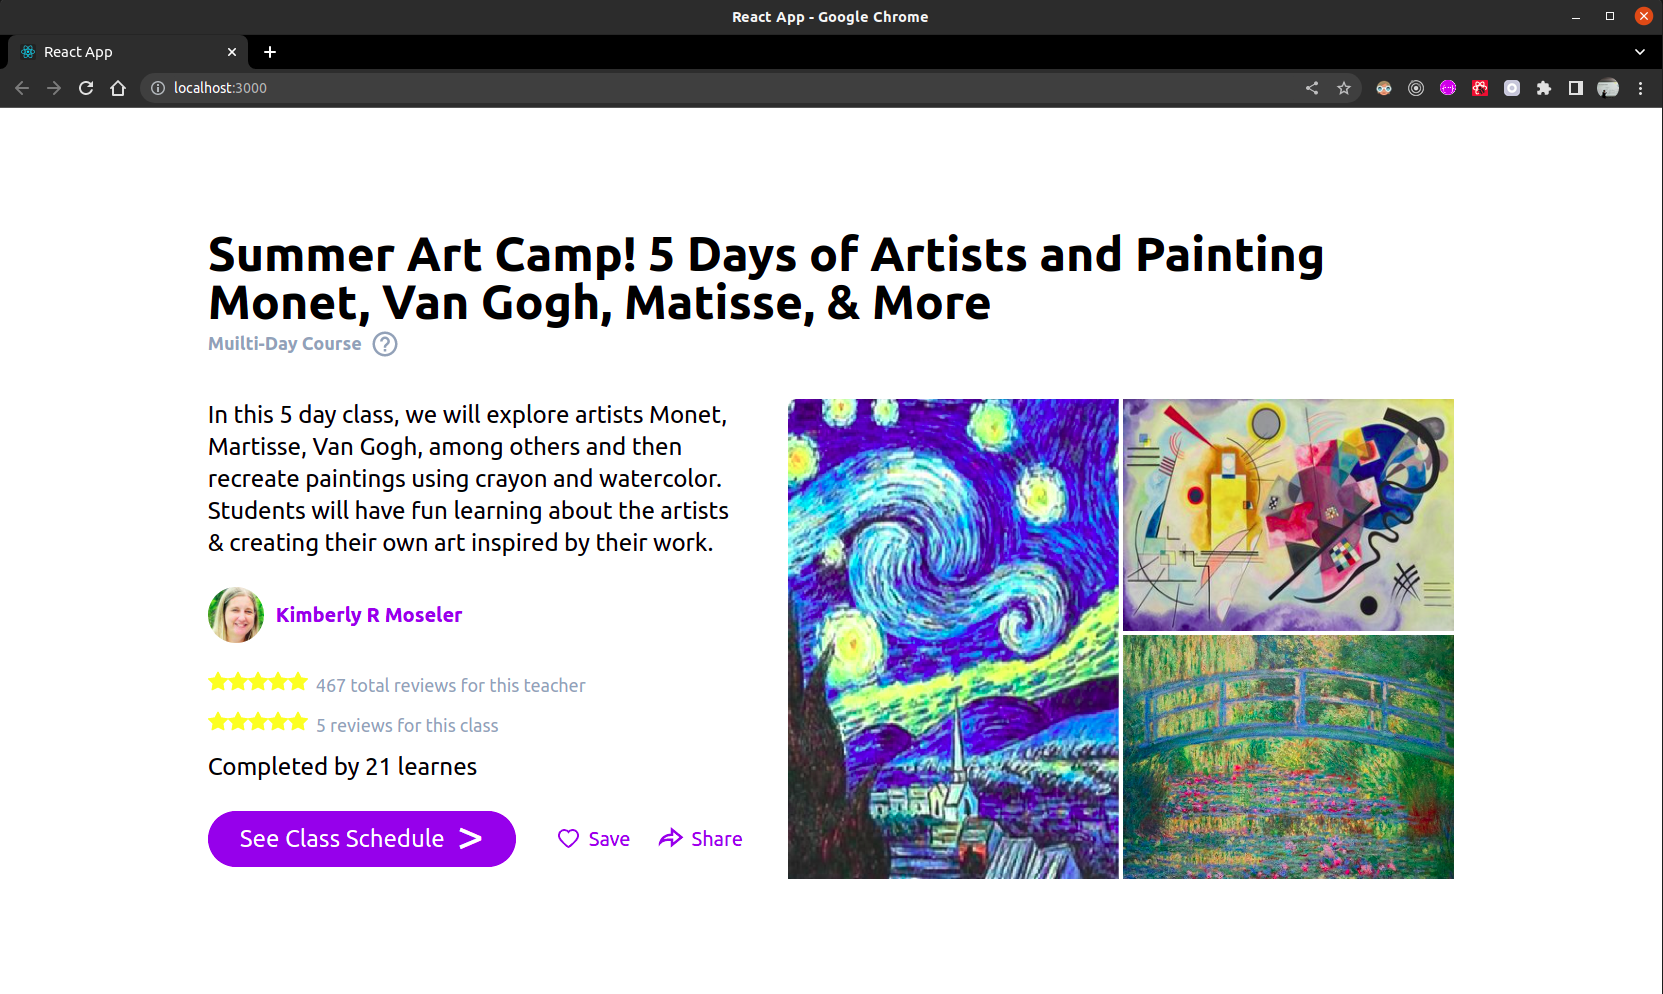 React App - Google Chrome
React App
localhost:3000
Summer Art Camp! 5 Days of Artists and Painting
Monet, Van Gogh, Matisse, & More
Muilti-Day Course
In this 5 day class, we will explore artists Monet,
Martisse, Van Gogh, among others and then
recreate paintings using crayon and watercolor.
Students will have fun learning about the artists
& creating their own art inspired by their work.
Kimberly R Moseler
467 total reviews for this teacher
5 reviews for this class
Completed by 21 learnes
See Class Schedule >
Save
Share